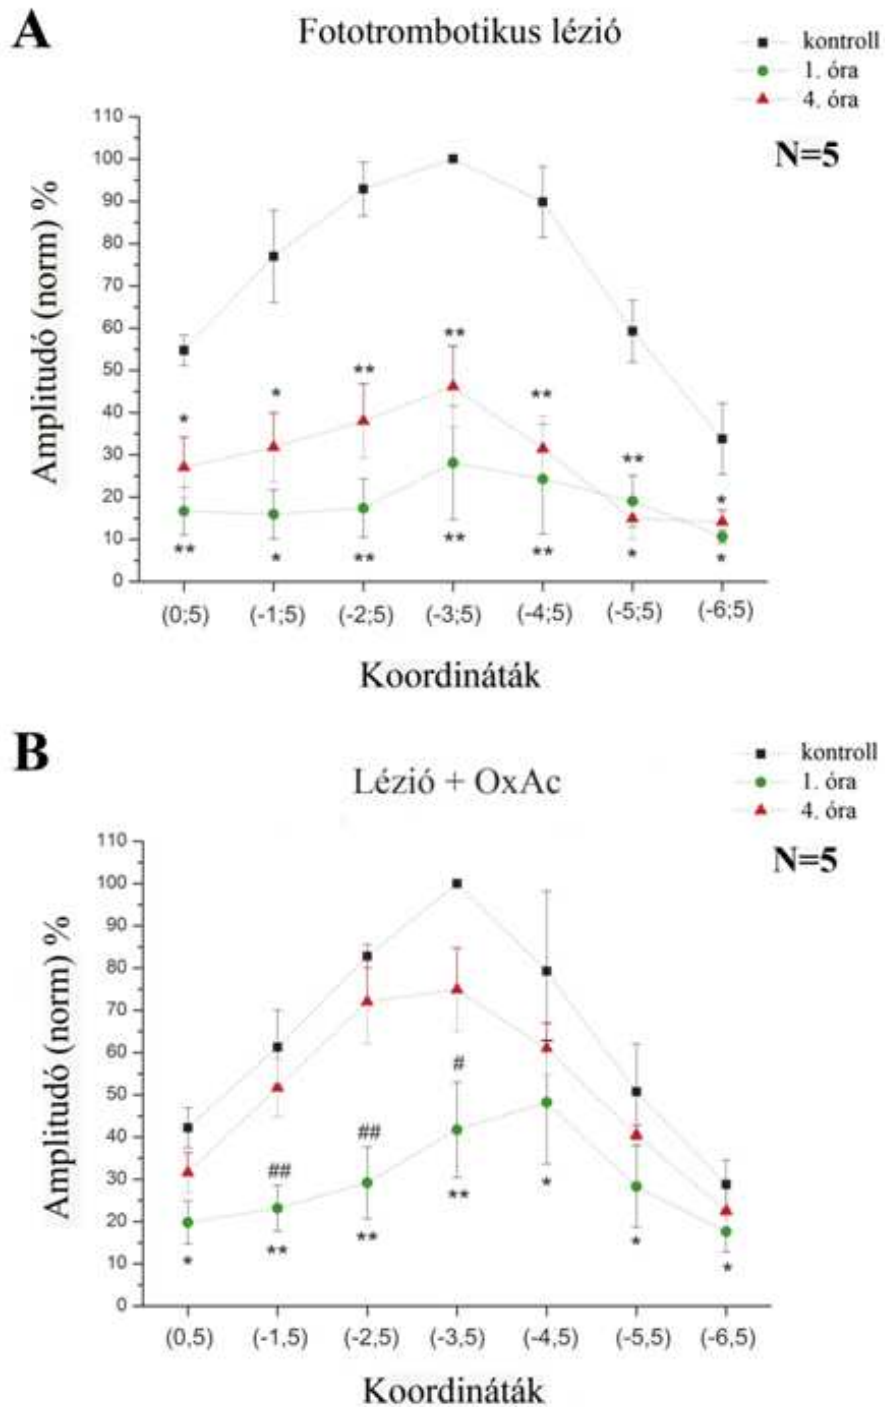 A
Fototrombotikus lézió
kontroll
1. óra
4. óra
N=5
Amplitudó (norm) %
110
100
90
80
70
60
50
40
30
20
10
0
** ** ** ** * * ** * *
** * ** ** ** * *
(0;5) (-1;5) (-2;5) (-3;5) (-4;5) (-5;5) (-6;5)
Koordináták
B
Lézió + OxAc
kontroll
1. óra
4. óra
N=5
Amplitudó (norm) %
110
100
90
80
70
60
50
40
30
20
10
0
#
##
##
* ** ** ** * * *
(0,5) (-1,5) (-2,5) (-3,5) (-4,5) (-5,5) (-6,5)
Koordináták